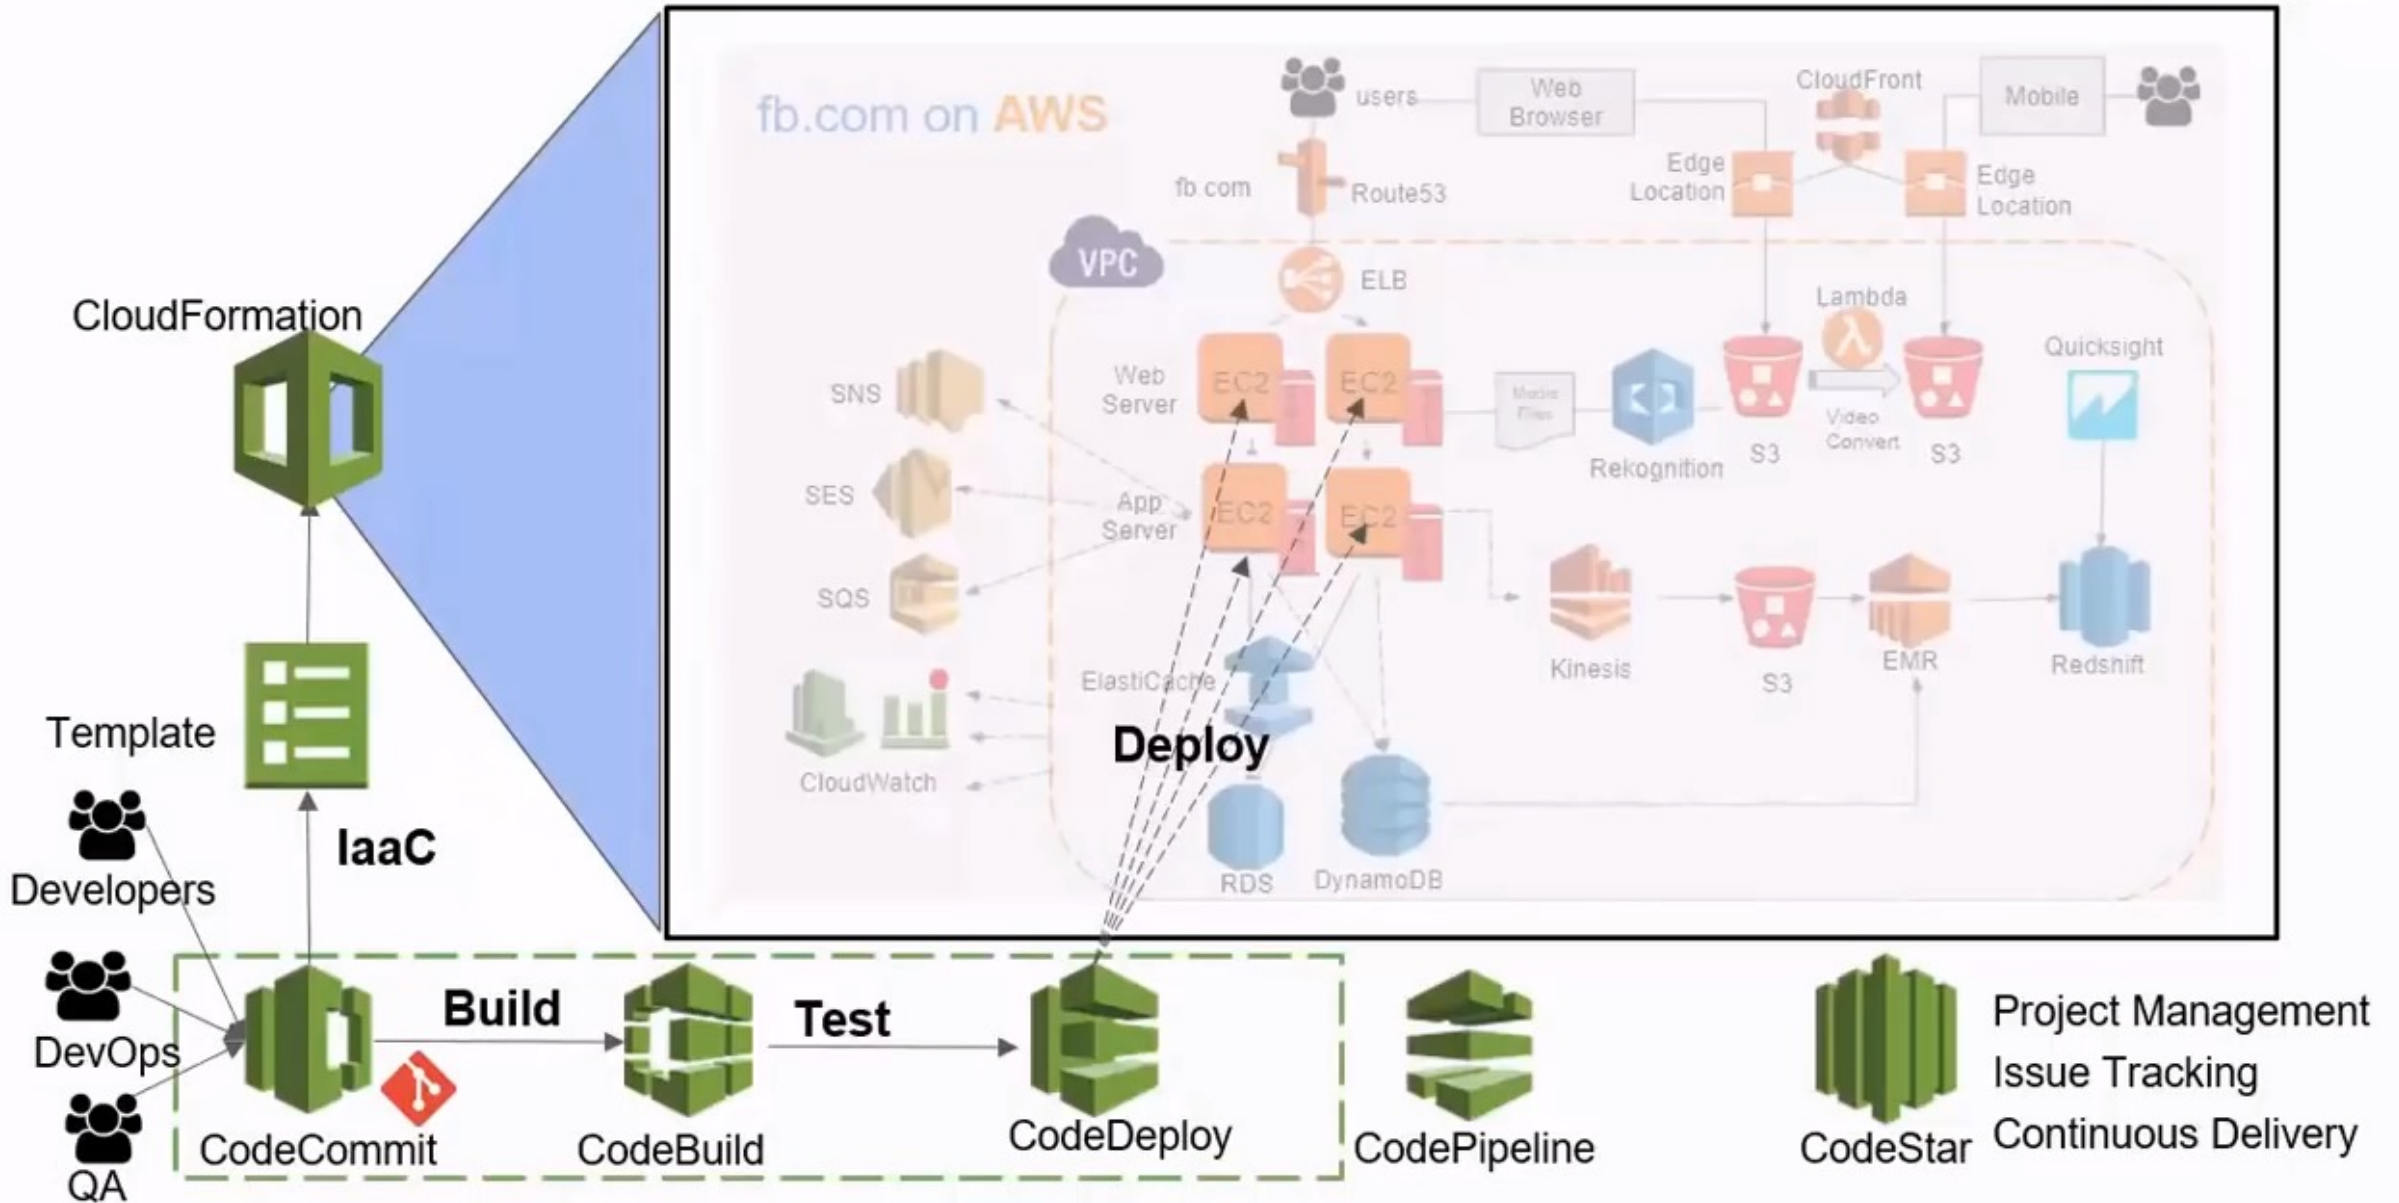 fb.com on AWS
users
Web
Browser
CloudFront
Mobile
fb.com
Route53
Edge
Location
Edge
Location
VPC
ELB
CloudFormation
Lambda
Quicksight
SNS
Web
Server
EC2
EC2
Media
Files
Rekognition
S3
Video
Convert
S3
SES
App
Server
EC2
EC2
SQS
Kinesis
S3
EMR
Redshift
ElastiCache
Template
Deploy
CloudWatch
RDS
DynamoDB
IaaC
Developers
DevOps
QA
Build
Test
CodeCommit
CodeBuild
CodeDeploy
CodePipeline
CodeStar
Project Management
Issue Tracking
Continuous Delivery